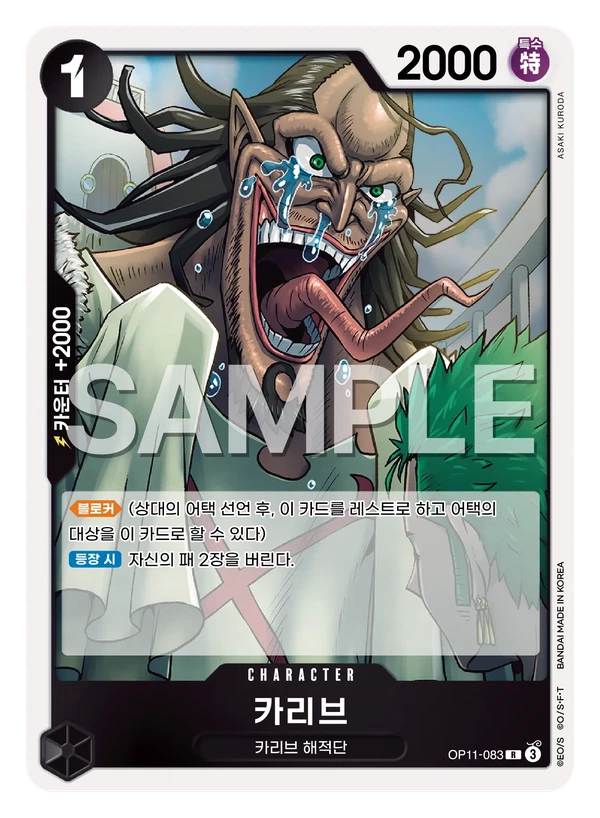 1
2000
특수
特
ASAKI KURODA
카운터 +2000
SAMPLE
블로커 (상대의 어택 선언 후, 이 카드를 레스트로 하고 어택의
대상을 이 카드로 할 수 있다)
등장 시 자신의 패 2장을 버린다.
CHARACTER
카리브
카리브 해적단
OP11-083 R 3
©EO/S ©O/S·F·T BANDAI MADE IN KOREA